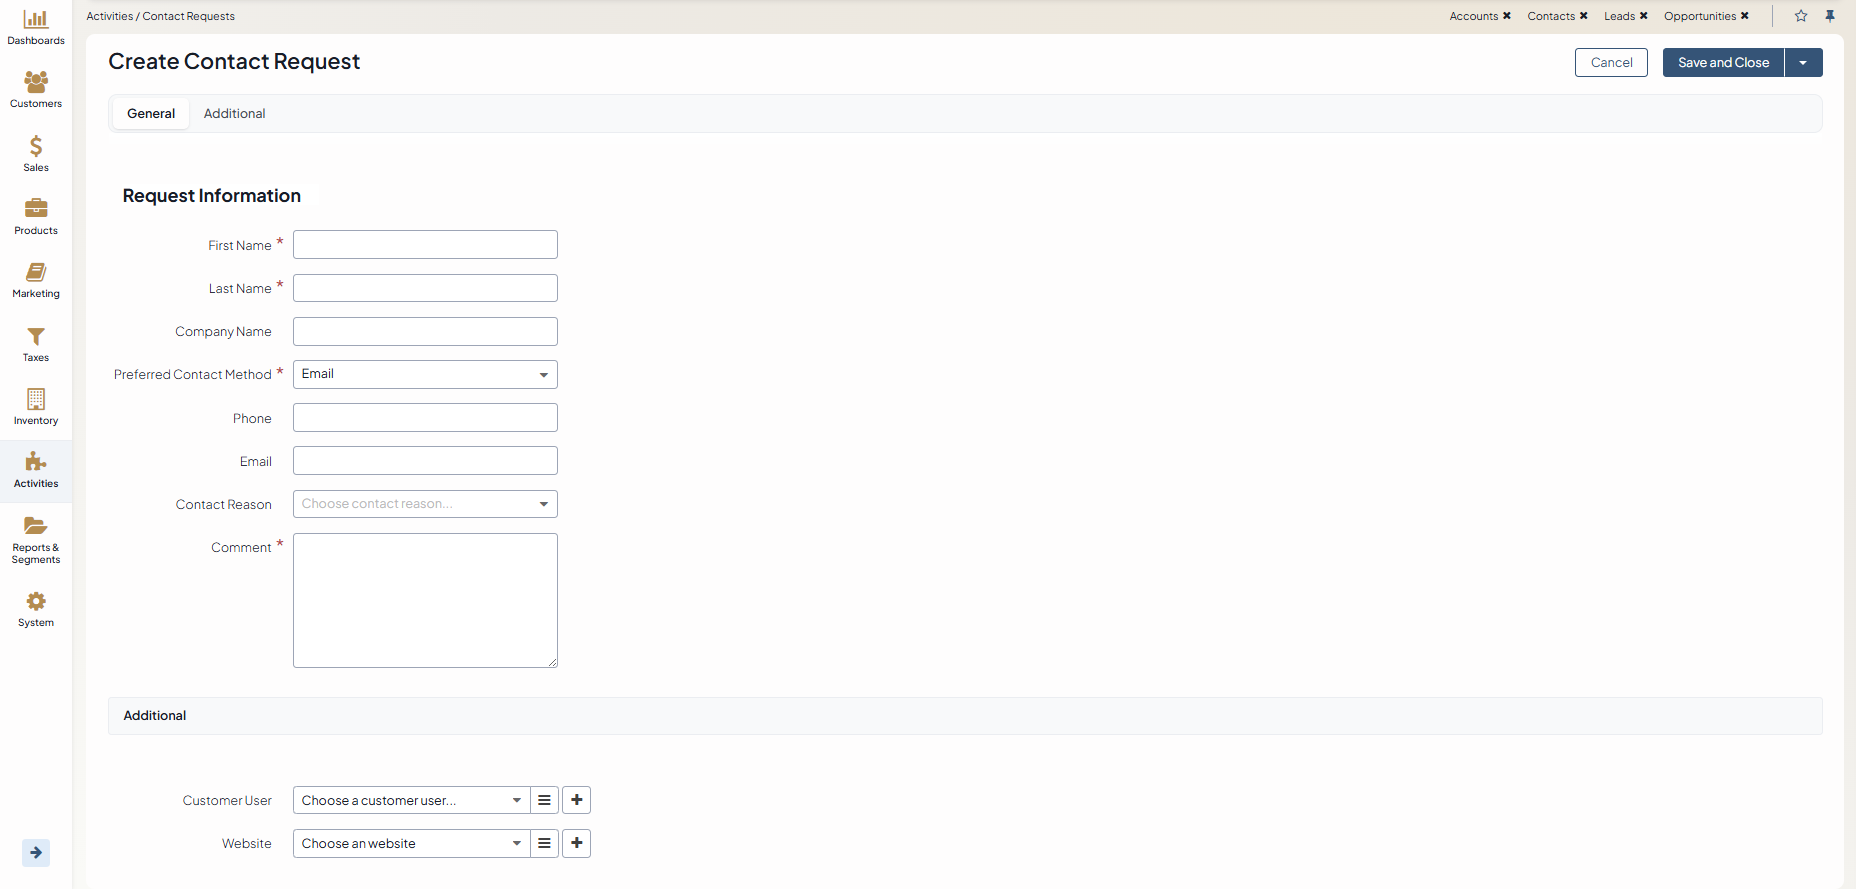 Activities / Contact Requests
Accounts ✖ Contacts ✖ Leads ✖ Opportunities ✖
Dashboards
Customers
Sales
Products
Marketing
Taxes
Inventory
Activities
Reports &
Segments
System
Create Contact Request
Cancel
Save and Close
General
Additional
Request Information
First Name *
Last Name *
Company Name
Preferred Contact Method * Email
Phone
Email
Contact Reason Choose contact reason...
Comment *
Additional
Customer User Choose a customer user...
Website Choose an website